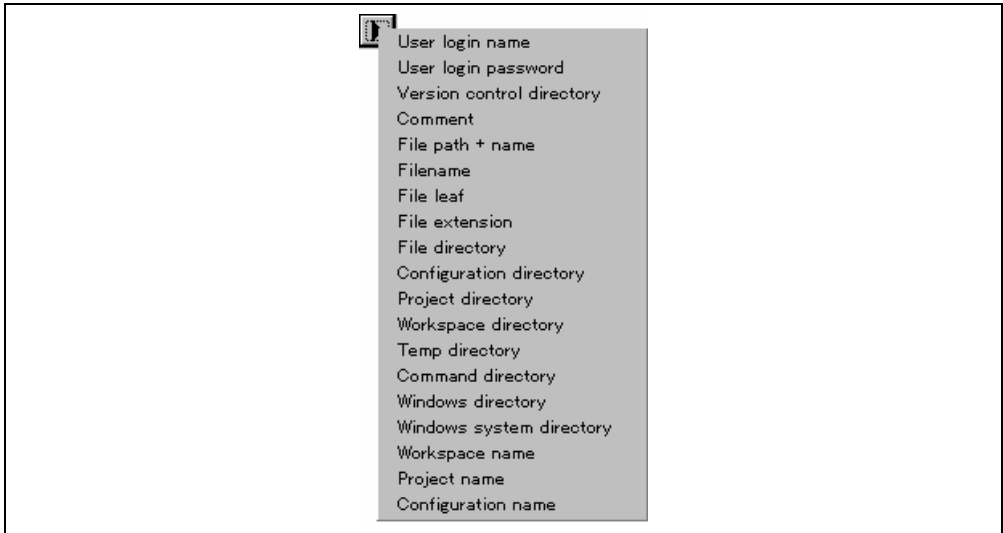 User login name
User login password
Version control directory
Comment
File path + name
Filename
File leaf
File extension
File directory
Configuration directory
Project directory
Workspace directory
Temp directory
Command directory
Windows directory
Windows system directory
Workspace name
Project name
Configuration name